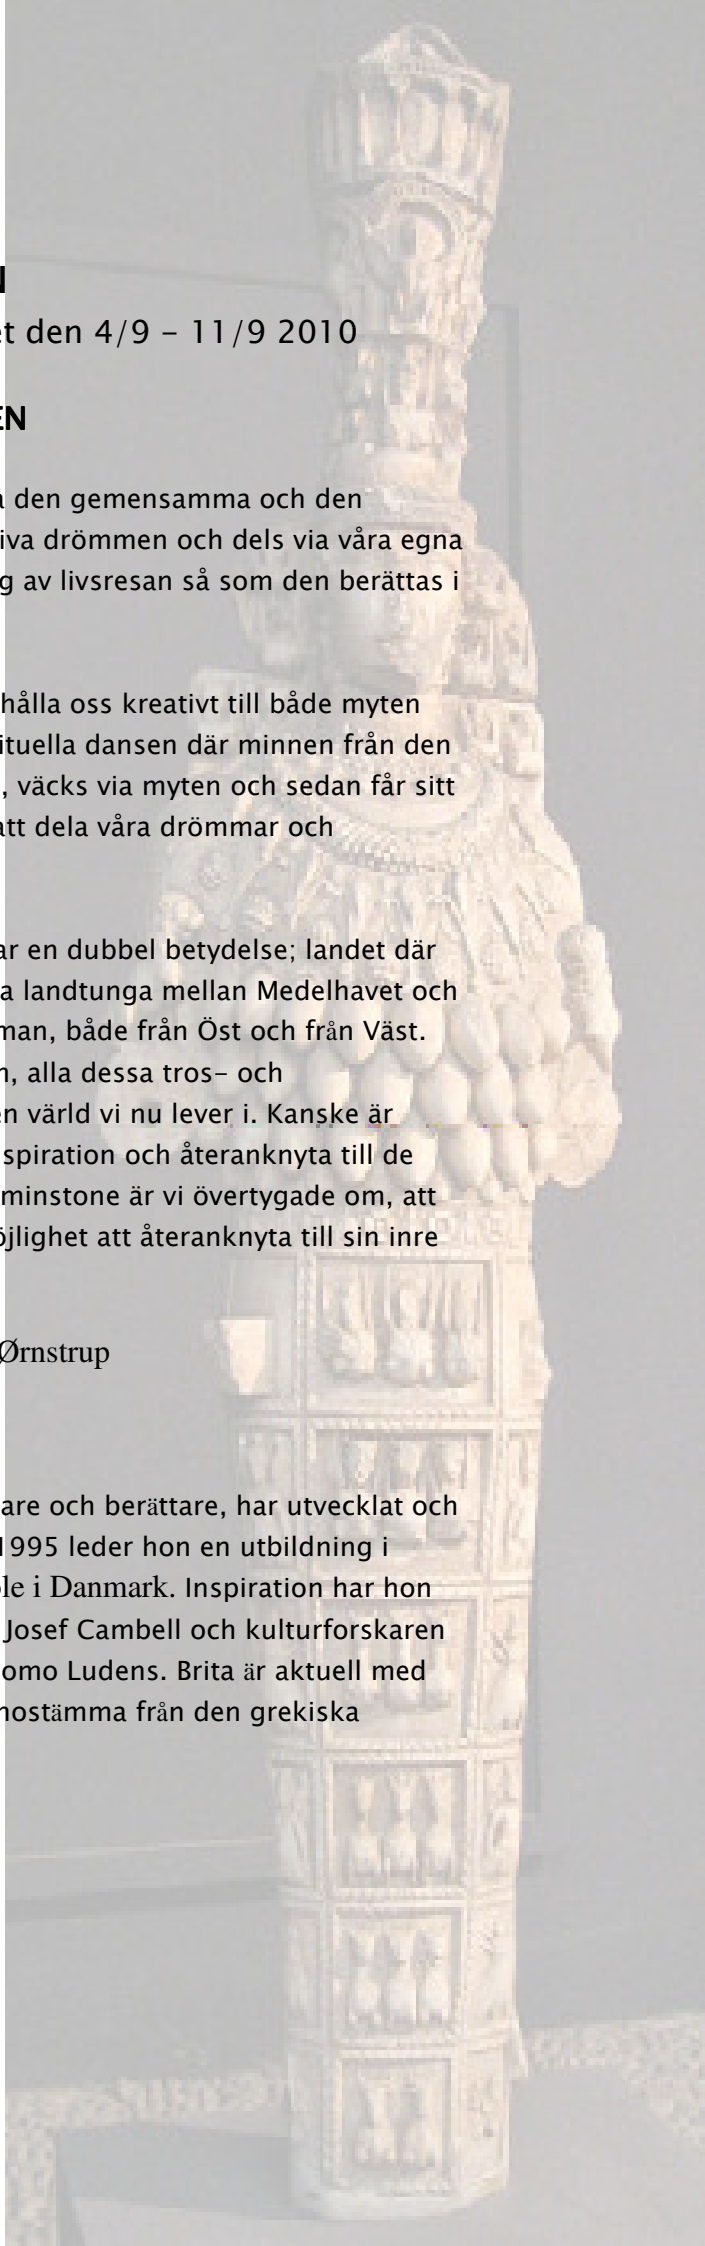 N
et den 4/9 – 11/9 2010
EN
den gemensamma och den
iva drömmen och dels via våra egna
g av livsresan så som den berättas i
hålla oss kreativt till både myten
ituella dansen där minnen från den
, väcks via myten och sedan får sitt
att dela våra drömmar och
ar en dubbel betydelse; landet där
a landtunga mellan Medelhavet och
man, både från Öst och från Väst.
n, alla dessa tros- och
en värld vi nu lever i. Kanske är
spiration och återanknyta till de
minstone är vi övertygade om, att
öjlighet att återanknyta till sin inre
Ørnstrup
are och berättare, har utvecklat och
1995 leder hon en utbildning i
le i Danmark. Inspiration har hon
Josef Cambell och kulturforskaren
omo Ludens. Brita är aktuell med
nostämma från den grekiska